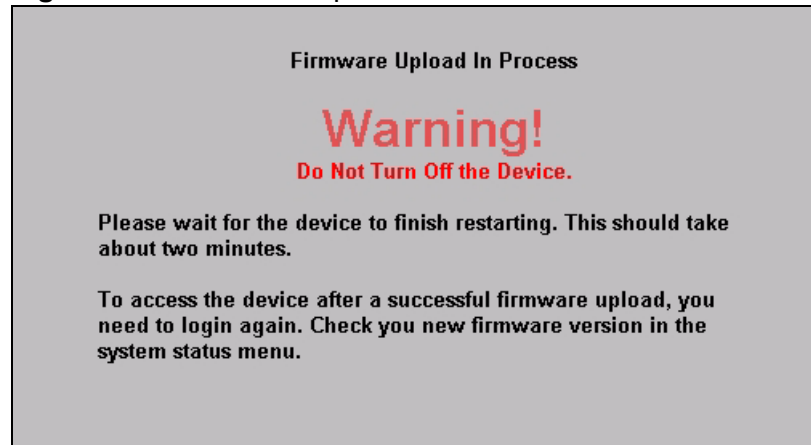 Firmware Upload In Process
Warning!
Do Not Turn Off the Device.
Please wait for the device to finish restarting. This should take
about two minutes.
To access the device after a successful firmware upload, you
need to login again. Check you new firmware version in the
system status menu.